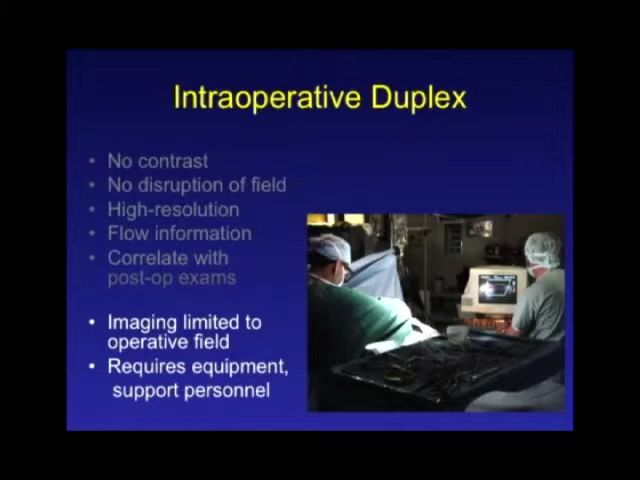 Intraoperative Duplex
• No contrast
• No disruption of field
• High-resolution
• Flow information
• Correlate with
post-op exams
• Imaging limited to
operative field
• Requires equipment,
support personnel